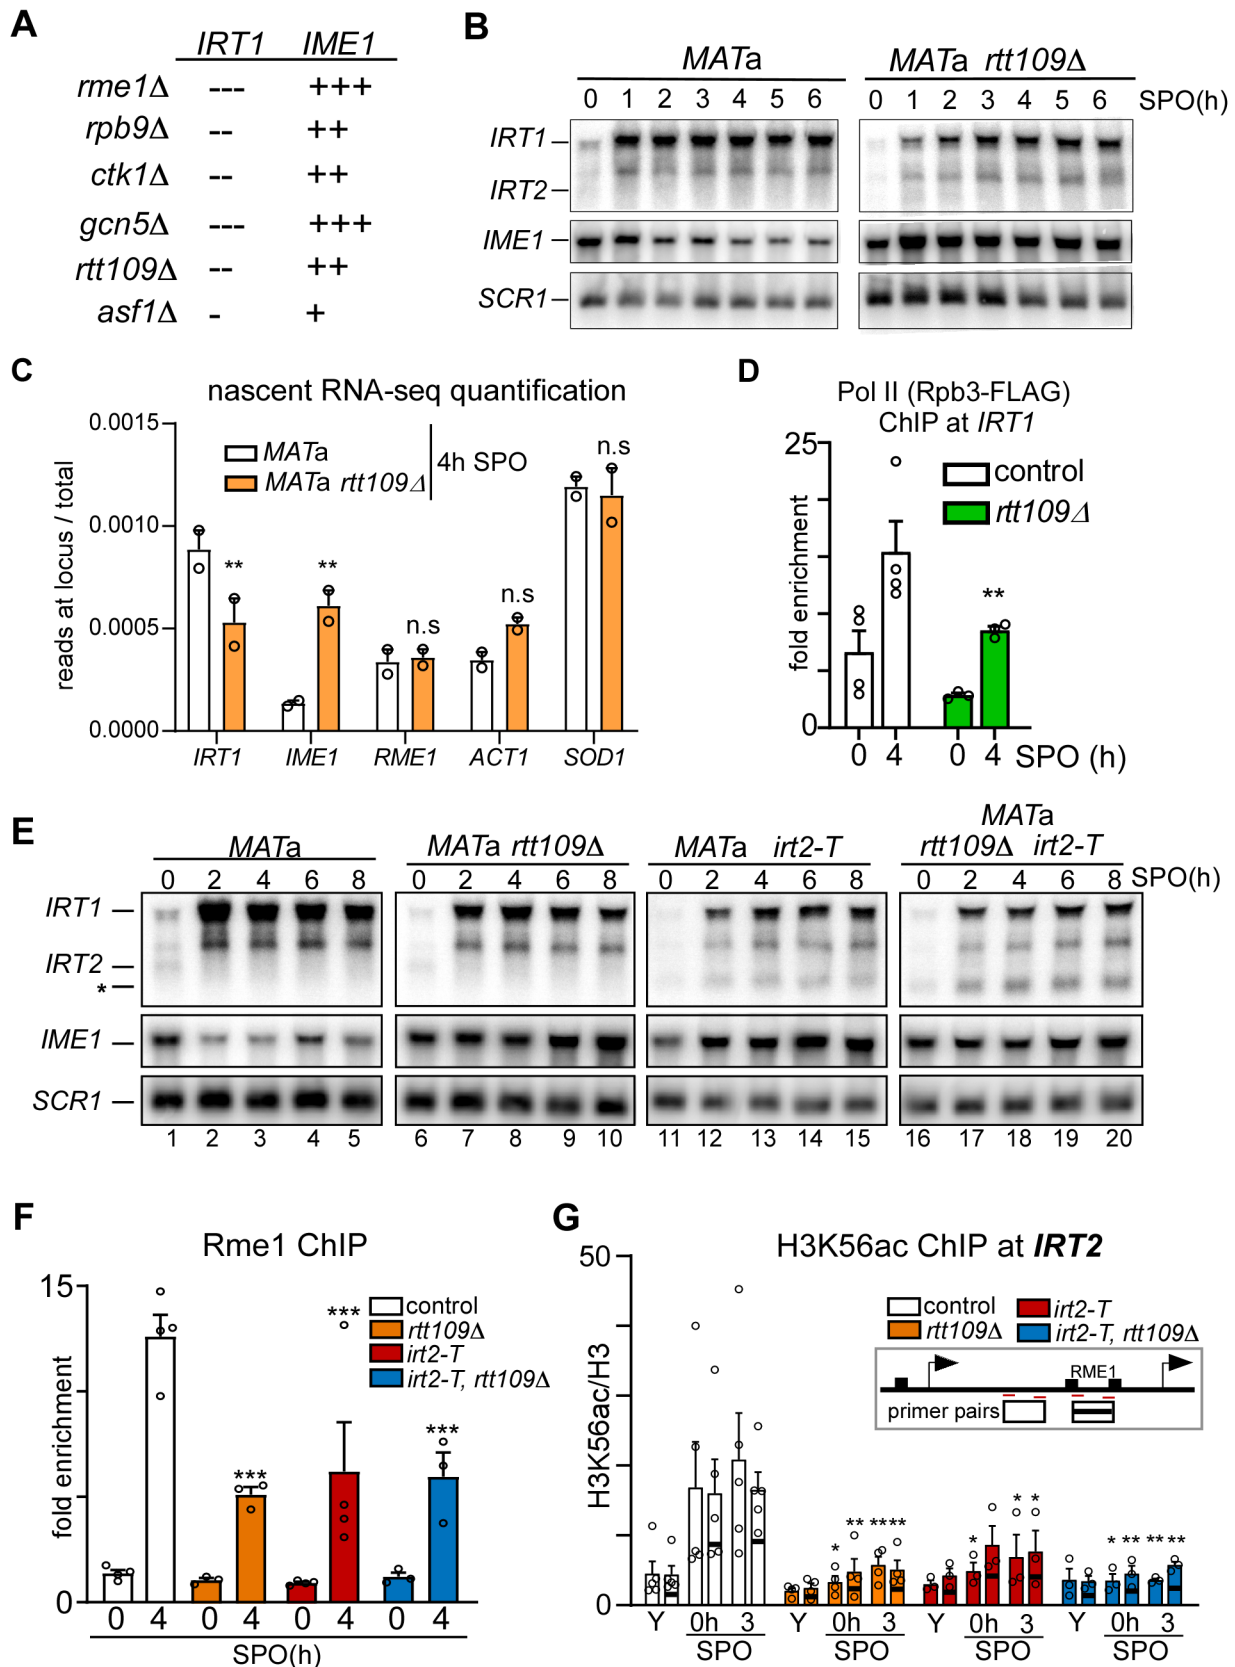 A
IRT1 IME1
rme1Δ --- +++
rpb9Δ -- ++
ctk1Δ -- ++
gcn5Δ --- +++
rtt109Δ -- ++
asf1Δ - +
B
MATa MATa rtt109Δ
0 1 2 3 4 5 6 0 1 2 3 4 5 6 SPO(h)
IRT1
IRT2
IME1
SCR1
C
nascent RNA-seq quantification
reads at locus / total
0.0015
0.0010
0.0005
0.0000
MATa
MATa rtt109Δ
4h SPO
** ** n.s n.s n.s
IRT1 IME1 RME1 ACT1 SOD1
D
Pol II (Rpb3-FLAG)
ChIP at IRT1
fold enrichment
25
0
control
rtt109Δ
**
0 4 0 4 SPO (h)
E
MATa MATa rtt109Δ MATa irt2-T MATa
rtt109Δ irt2-T
0 2 4 6 8 0 2 4 6 8 0 2 4 6 8 0 2 4 6 8 SPO(h)
IRT1
IRT2
*
IME1
SCR1
1 2 3 4 5 6 7 8 9 10 11 12 13 14 15 16 17 18 19 20
F
Rme1 ChIP
fold enrichment
15
0
control
rtt109Δ
irt2-T
irt2-T, rtt109Δ
*** *** ***
0 4 0 4 0 4 0 4
SPO(h)
G
H3K56ac ChIP at IRT2
H3K56ac/H3
50
0
control irt2-T
rtt109Δ irt2-T, rtt109Δ
RME1
primer pairs
* ** ** ** * * * * ** ** **
Y 0h 3 Y 0h 3 Y 0h 3 Y 0h 3
SPO SPO SPO SPO